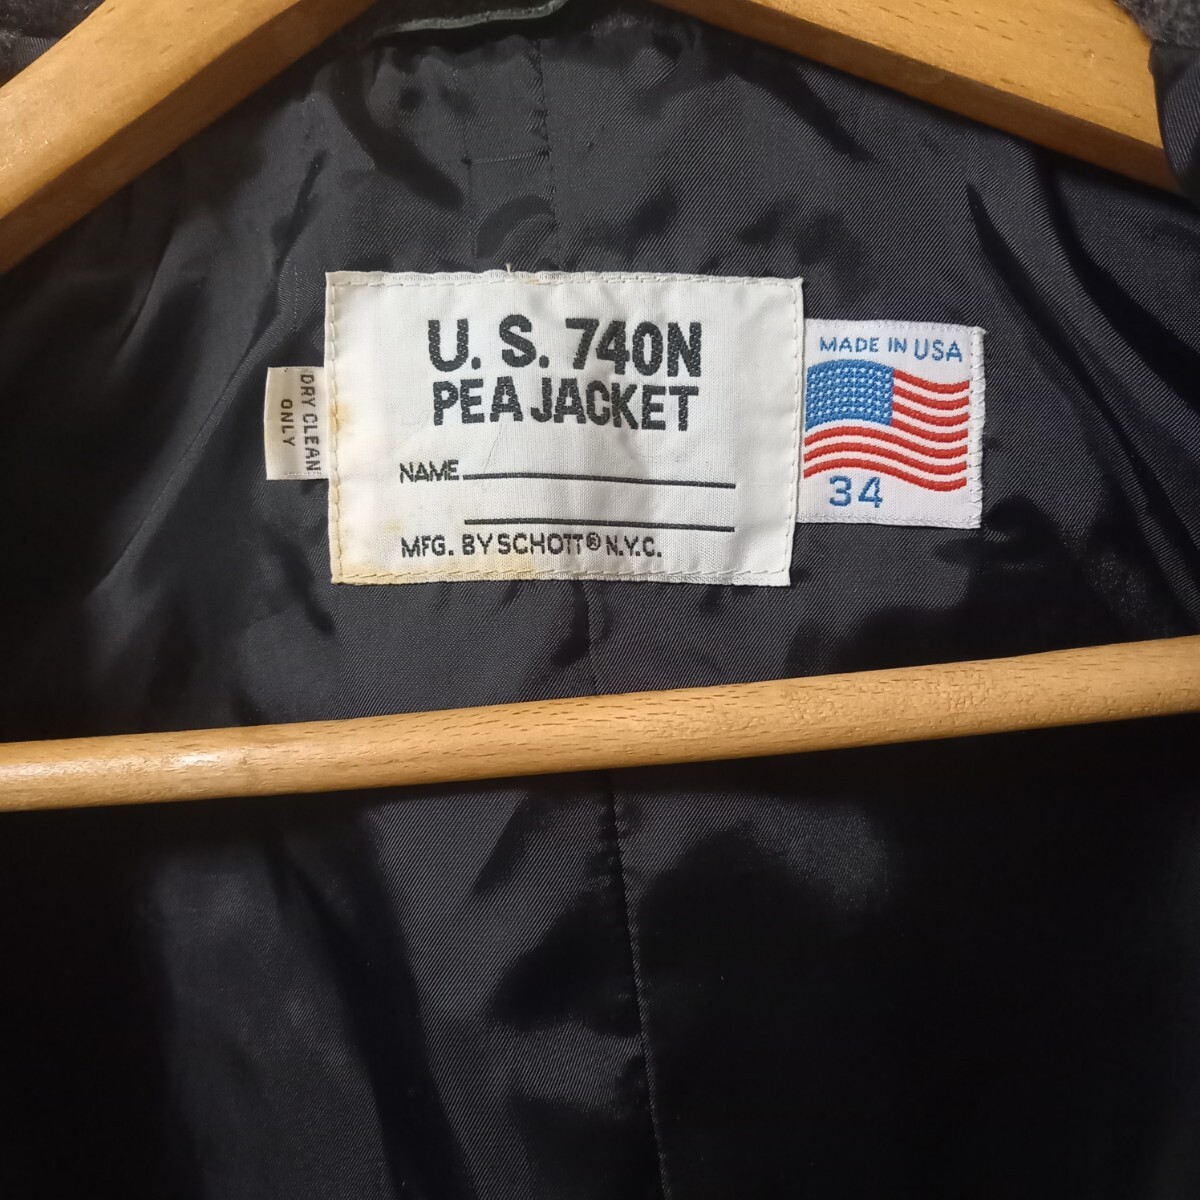 U. S. 740N
PEA JACKET
NAME
MFG. BY SCHOTT® N.Y.C.
DRY CLEAN
ONLY
MADE IN USA
34